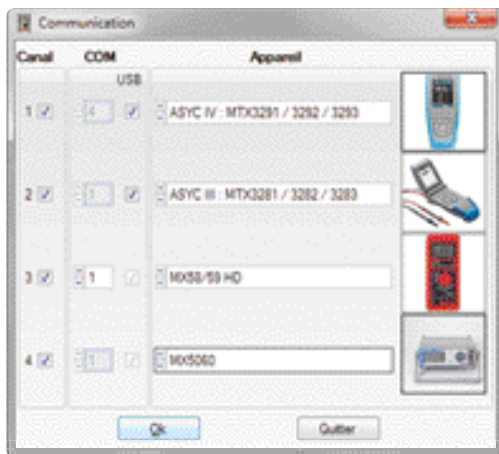 Communication
Canal COM Appareil
USB
1 4 ASYC IV : MTX3291 / 3292 / 3293
2 1 ASYC III : MTX3281 / 3282 / 3283
3 1 MX58/59 HD
4 1 MX5060
Ok Quitter